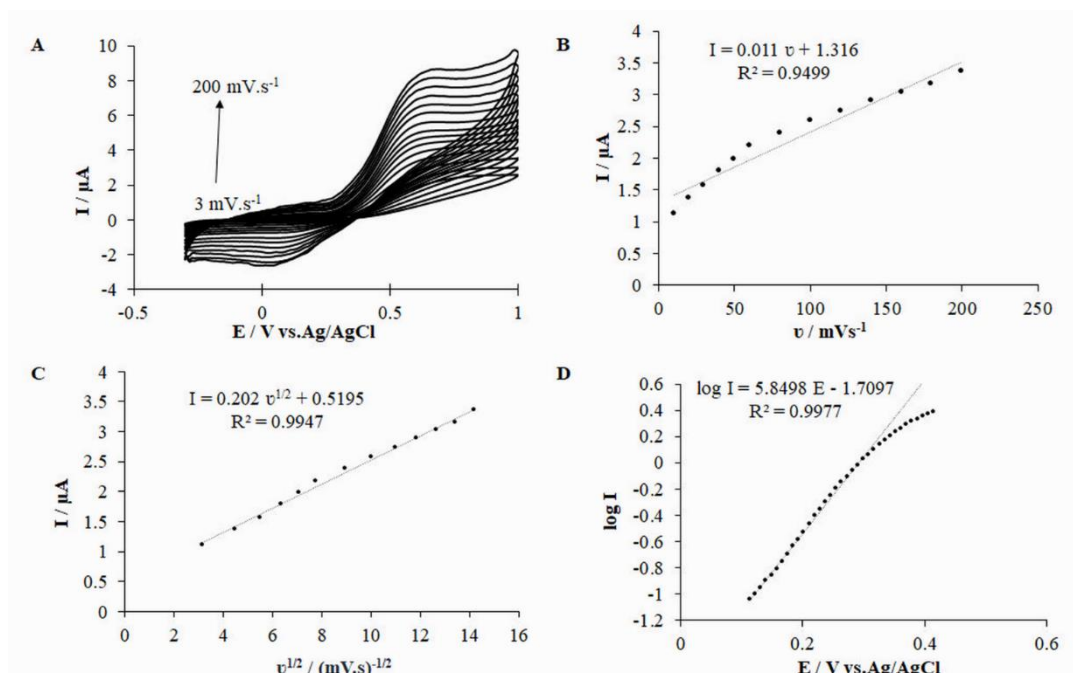 A
10
8
6
4
2
0
-2
-4
-0.5
0
0.5
1
200 mV.s-1
3 mV.s-1
I / µA
E / V vs.Ag/AgCl
B
4
3.5
3
2.5
2
1.5
1
0.5
0
0
50
100
150
200
250
I = 0.011 υ + 1.316
R² = 0.9499
I / µA
υ / mVs-1
C
4
3.5
3
2.5
2
1.5
1
0.5
0
0
2
4
6
8
10
12
14
16
I = 0.202 υ1/2 + 0.5195
R² = 0.9947
I / µA
υ1/2 / (mV.s)-1/2
D
0.6
0.4
0.2
0
-0.2
-0.4
-0.6
-0.8
-1
-1.2
0
0.2
0.4
0.6
log I = 5.8498 E - 1.7097
R² = 0.9977
log I
E / V vs.Ag/AgCl